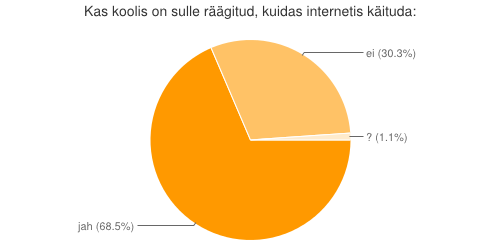 Kas koolis on sulle räägitud, kuidas internetis käituda:
ei (30.3%)
? (1.1%)
jah (68.5%)